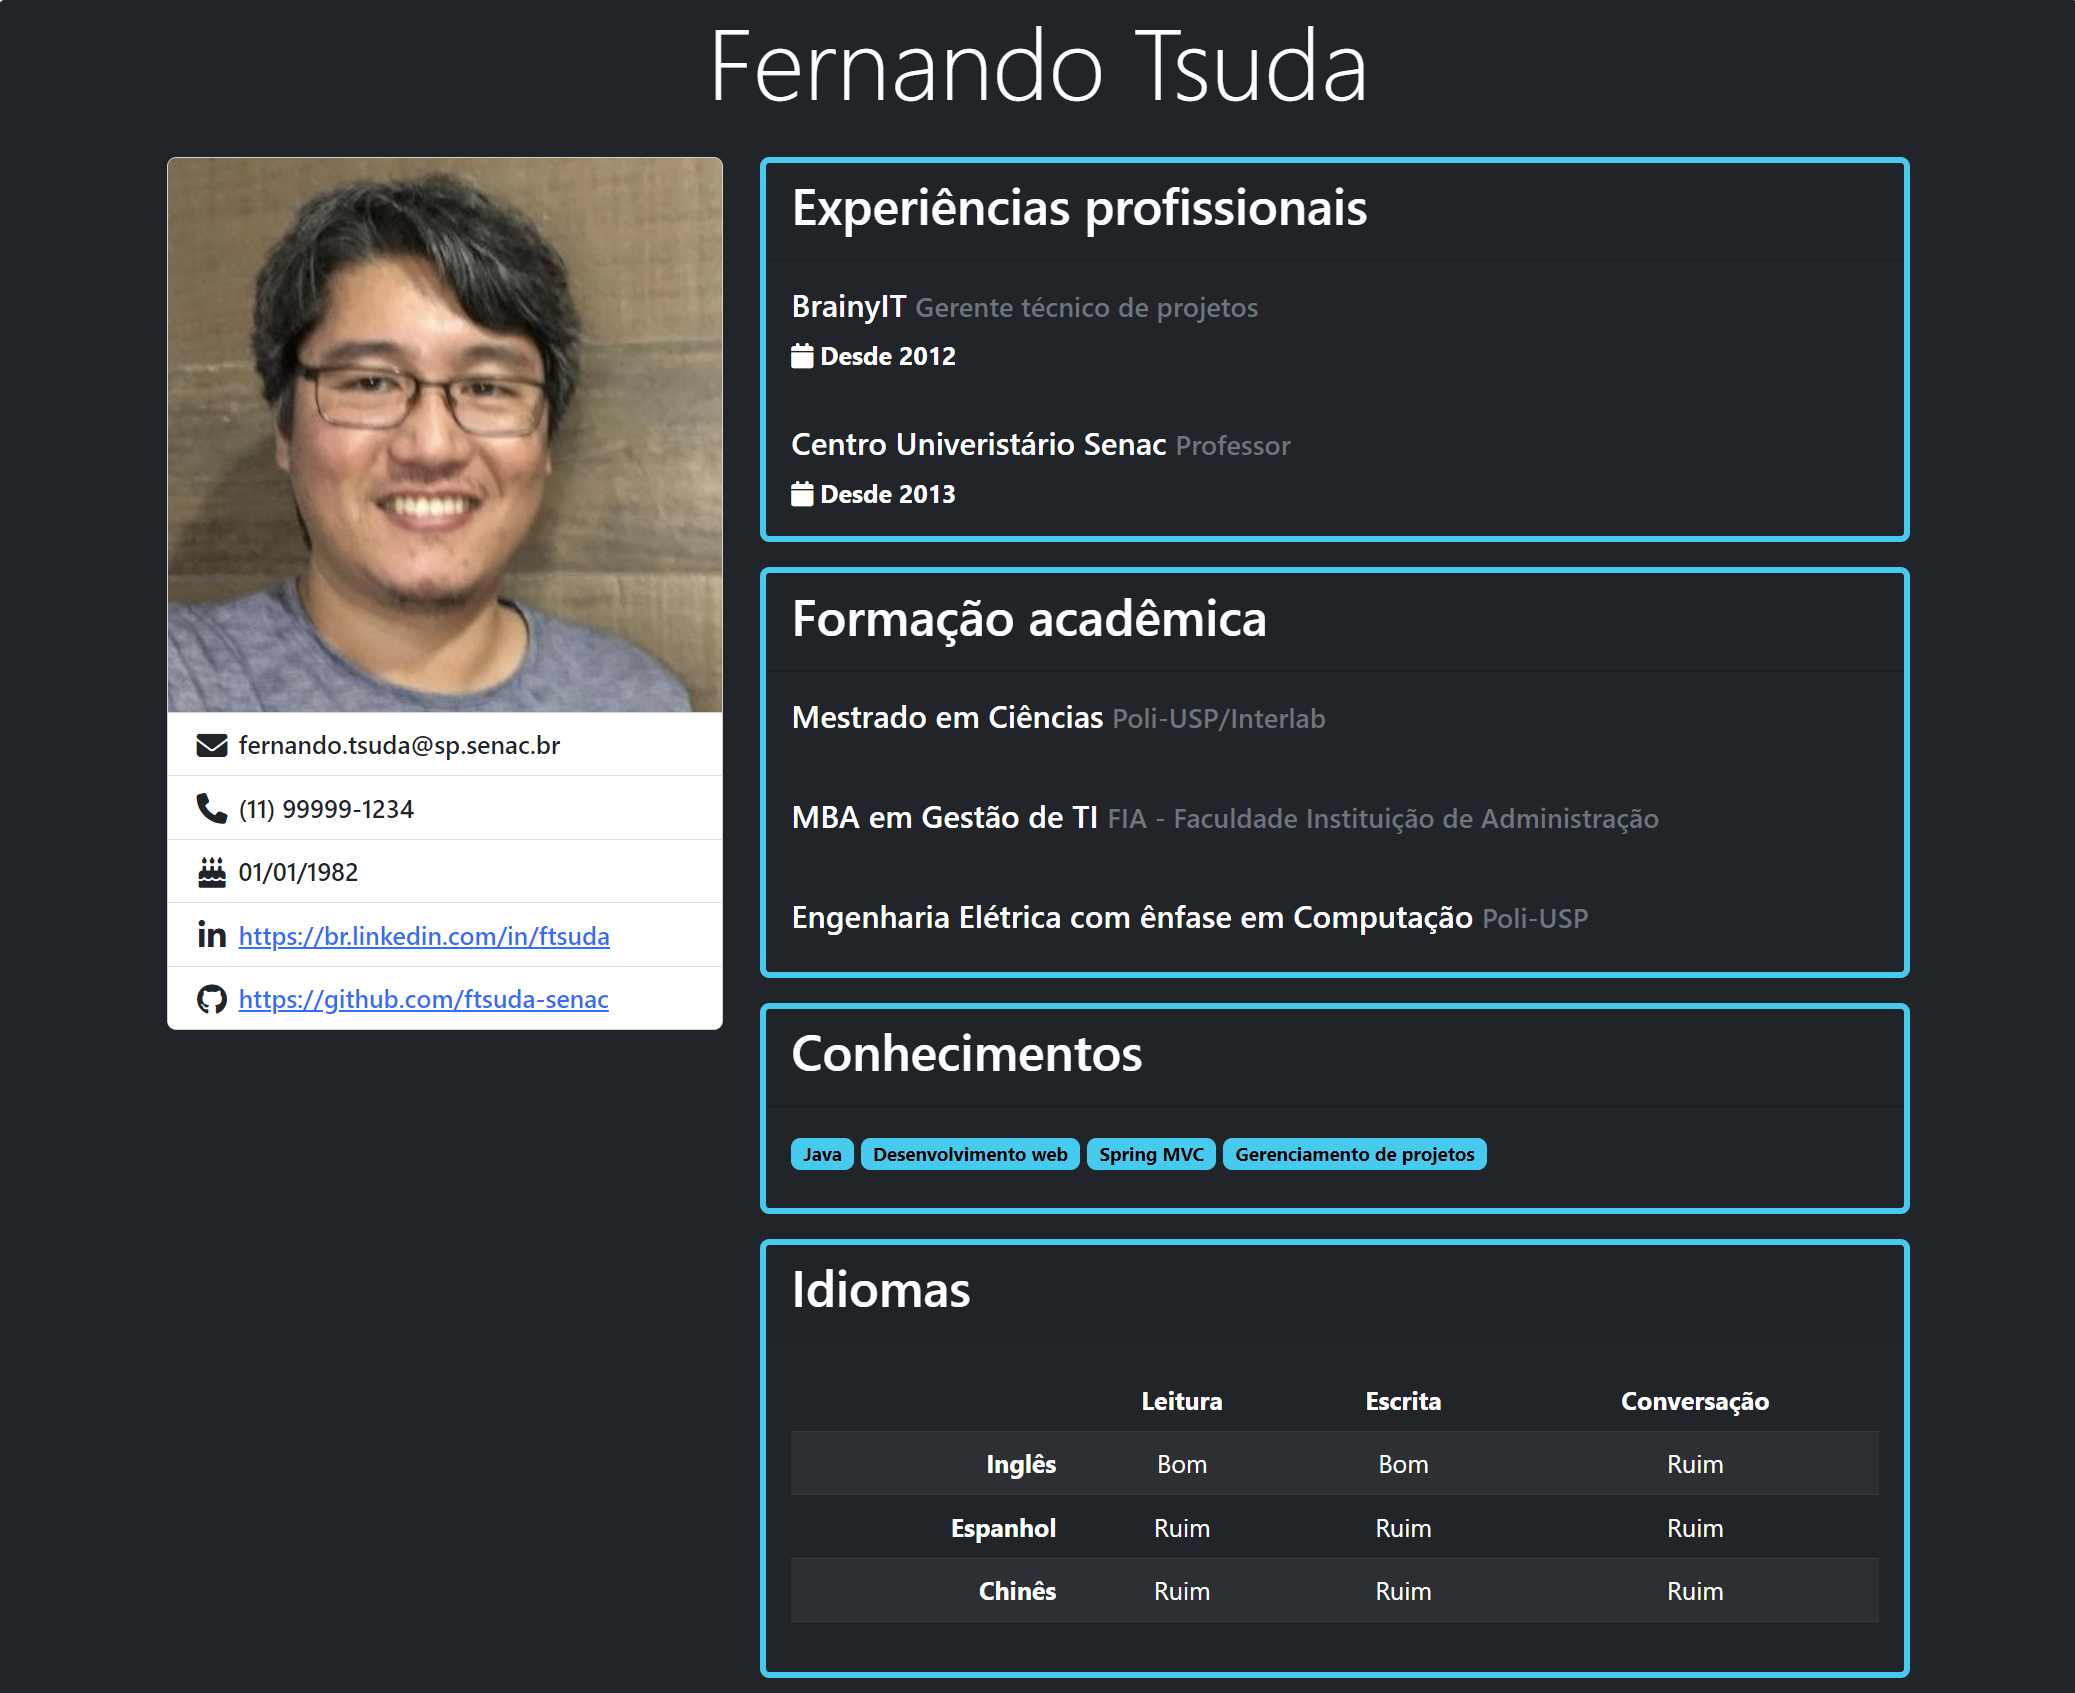 Fernando Tsuda
fernando.tsuda@sp.senac.br
(11) 99999-1234
01/01/1982
https://br.linkedin.com/in/ftsuda
https://github.com/ftsuda-senac
Experiências profissionais
BrainyIT Gerente técnico de projetos
Desde 2012
Centro Univeristário Senac Professor
Desde 2013
Formação acadêmica
Mestrado em Ciências Poli-USP/Interlab
MBA em Gestão de TI FIA - Faculdade Instituição de Administração
Engenharia Elétrica com ênfase em Computação Poli-USP
Conhecimentos
Java Desenvolvimento web Spring MVC Gerenciamento de projetos
Idiomas
Leitura Escrita Conversação
Inglês Bom Bom Ruim
Espanhol Ruim Ruim Ruim
Chinês Ruim Ruim Ruim